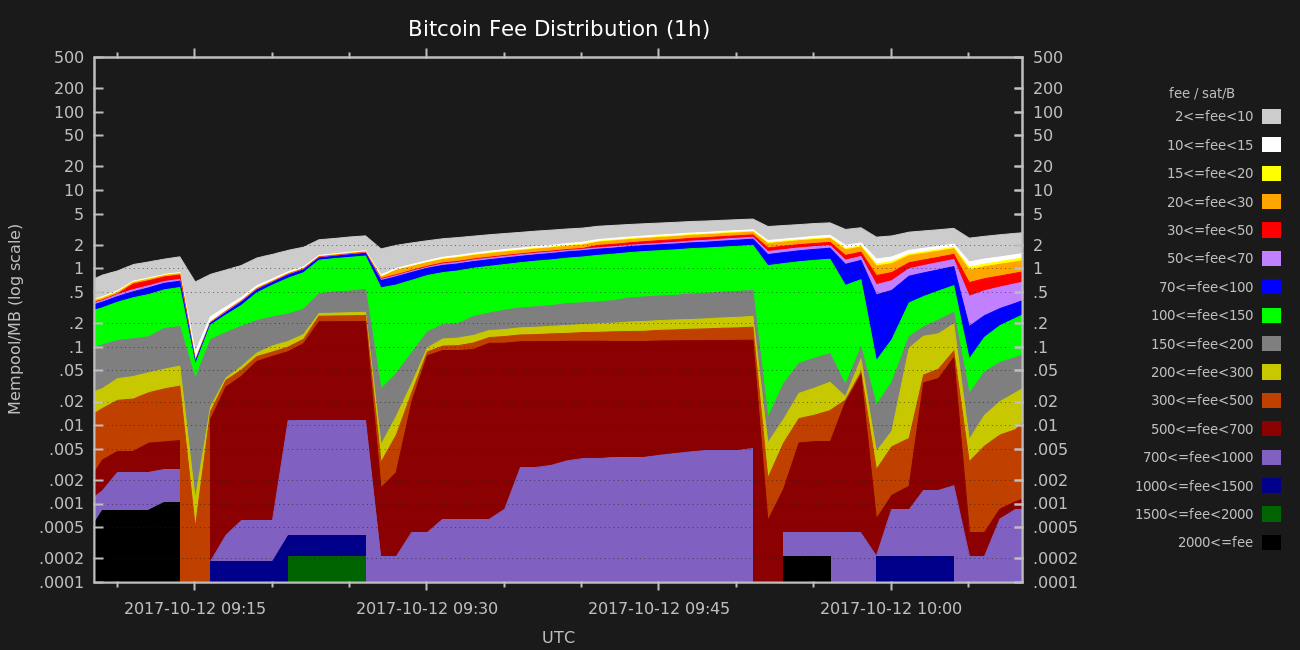 Bitcoin Fee Distribution (1h)
Mempool/MB (log scale)
500
200
100
50
20
10
5
2
1
.5
.2
.1
.05
.02
.01
.005
.002
.001
.0005
.0002
.0001
500
200
100
50
20
10
5
2
1
.5
.2
.1
.05
.02
.01
.005
.002
.001
.0005
.0002
.0001
2017-10-12 09:15
2017-10-12 09:30
2017-10-12 09:45
2017-10-12 10:00
UTC
fee / sat/B
2<=fee<10
10<=fee<15
15<=fee<20
20<=fee<30
30<=fee<50
50<=fee<70
70<=fee<100
100<=fee<150
150<=fee<200
200<=fee<300
300<=fee<500
500<=fee<700
700<=fee<1000
1000<=fee<1500
1500<=fee<2000
2000<=fee